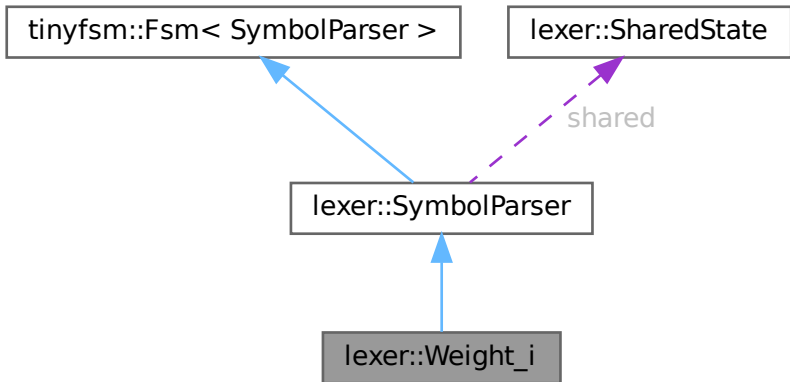 tinyfsm::Fsm< SymbolParser >
lexer::SharedState
shared
lexer::SymbolParser
lexer::Weight_i